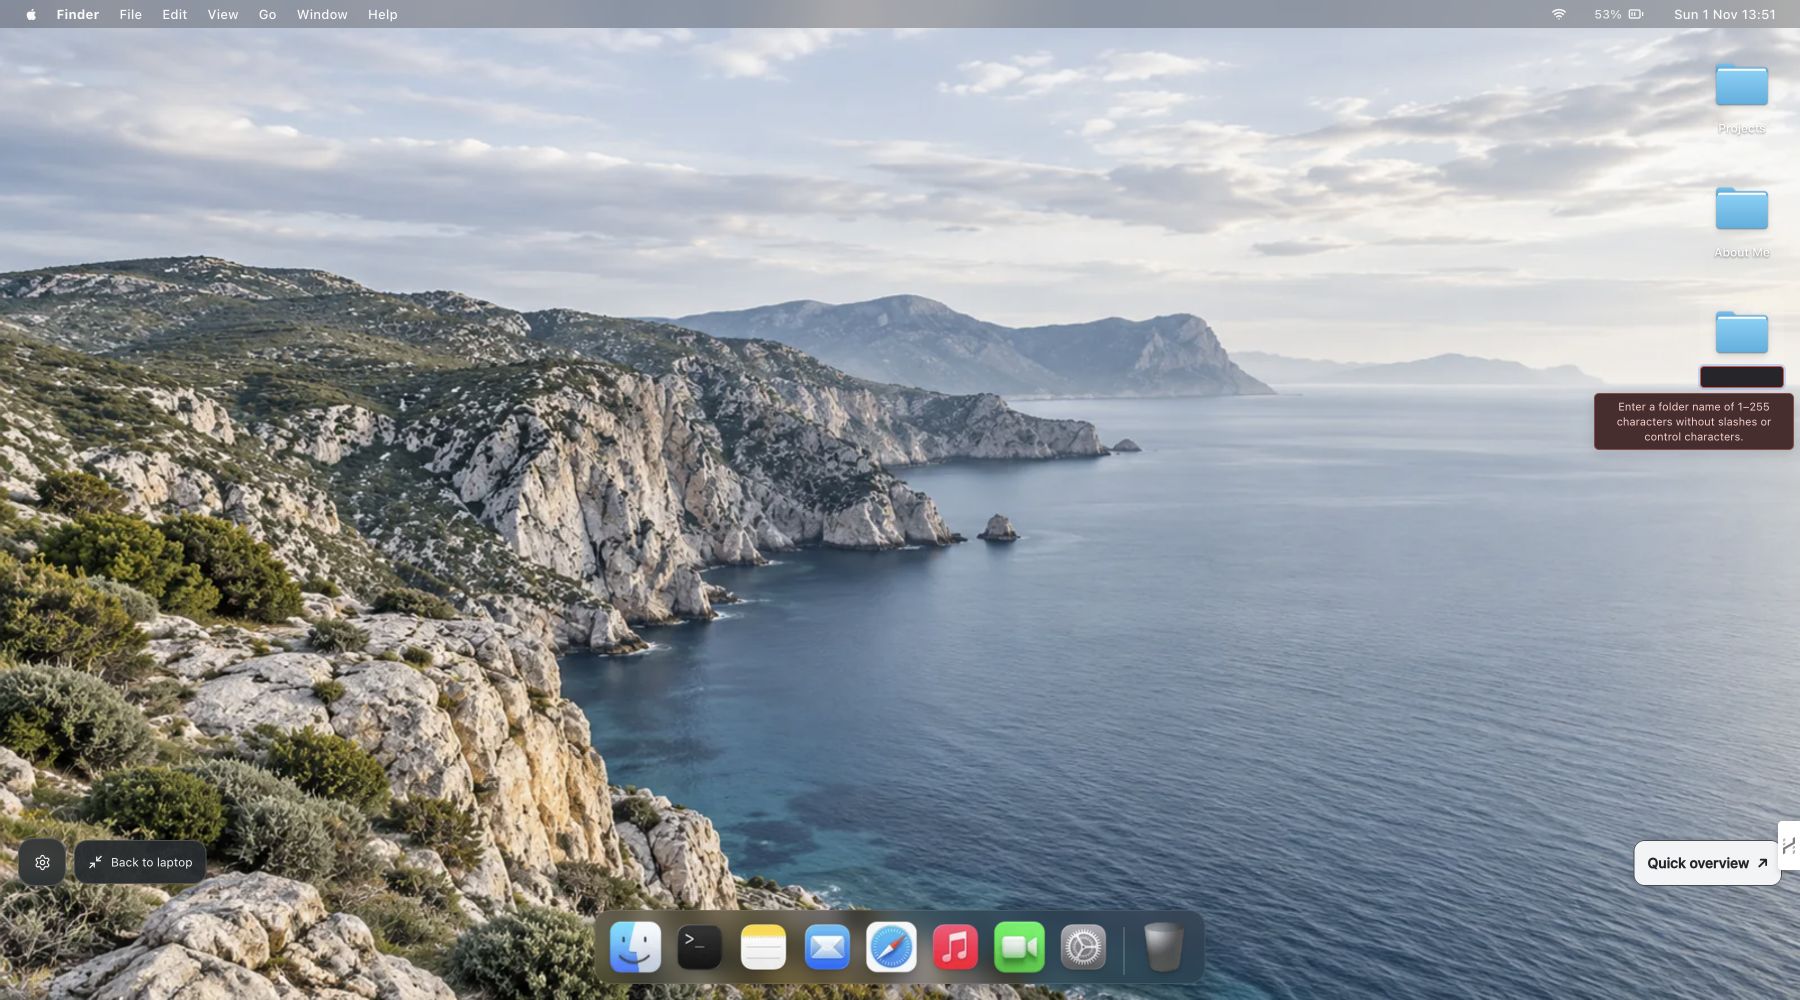 Finder File Edit View Go Window Help 53% Sun 1 Nov 13:51
Projects
About Me
Enter a folder name of 1–255
characters without slashes or
control characters.
Back to laptop
Quick overview
>_